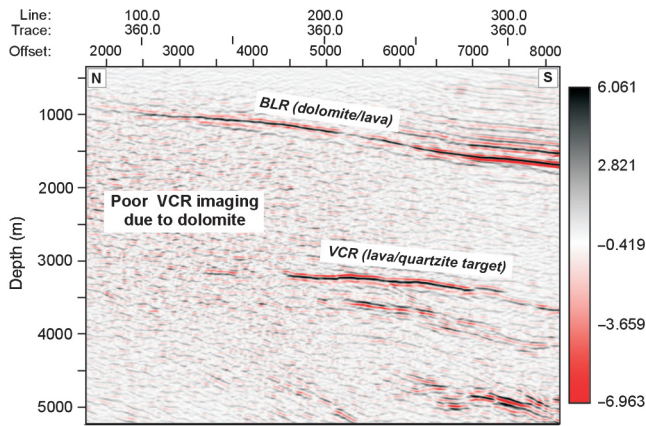 Line: 100.0 200.0 300.0
Trace: 360.0 360.0 360.0
Offset: 2000 3000 4000 5000 6000 7000 8000
N S
BLR (dolomite/lava)
Poor VCR imaging
due to dolomite
VCR (lava/quartzite target)
Depth (m)
1000
2000
3000
4000
5000
6.061
2.821
–0.419
–3.659
–6.963